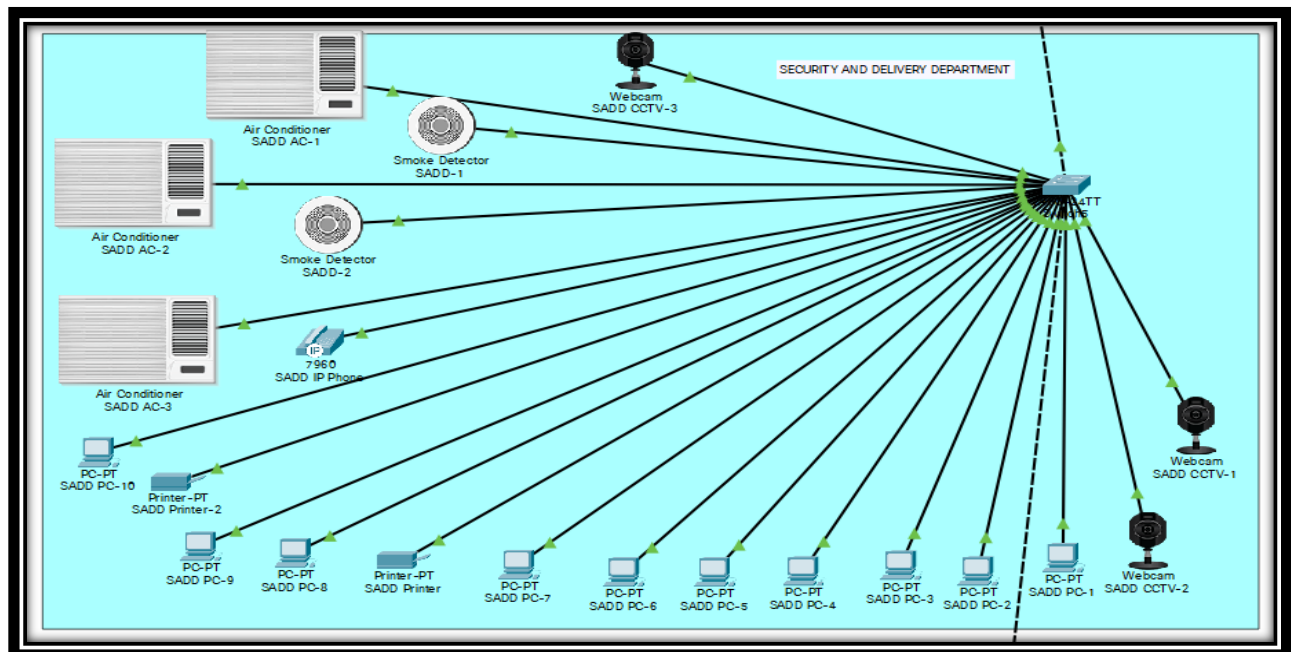 SECURITY AND DELIVERY DEPARTMENT
Webcam
SADD CCTV-3
Air Conditioner
SADD AC-1
Smoke Detector
SADD-1
Air Conditioner
SADD AC-2
Smoke Detector
SADD-2
7960
SADD IP Phone
IP
Air Conditioner
SADD AC-3
PC-PT
SADD PC-10
Printer-PT
SADD Printer-2
PC-PT
SADD PC-9
PC-PT
SADD PC-8
Printer-PT
SADD Printer
PC-PT
SADD PC-7
PC-PT
SADD PC-6
PC-PT
SADD PC-5
PC-PT
SADD PC-4
PC-PT
SADD PC-3
PC-PT
SADD PC-2
PC-PT
SADD PC-1
Webcam
SADD CCTV-2
Webcam
SADD CCTV-1